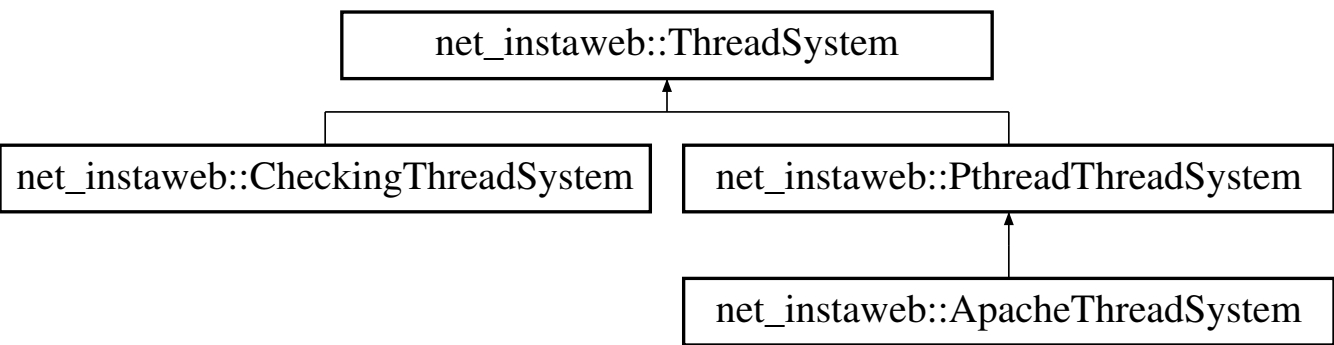 net_instaweb::ThreadSystem
net_instaweb::CheckingThreadSystem
net_instaweb::PthreadThreadSystem
net_instaweb::ApacheThreadSystem